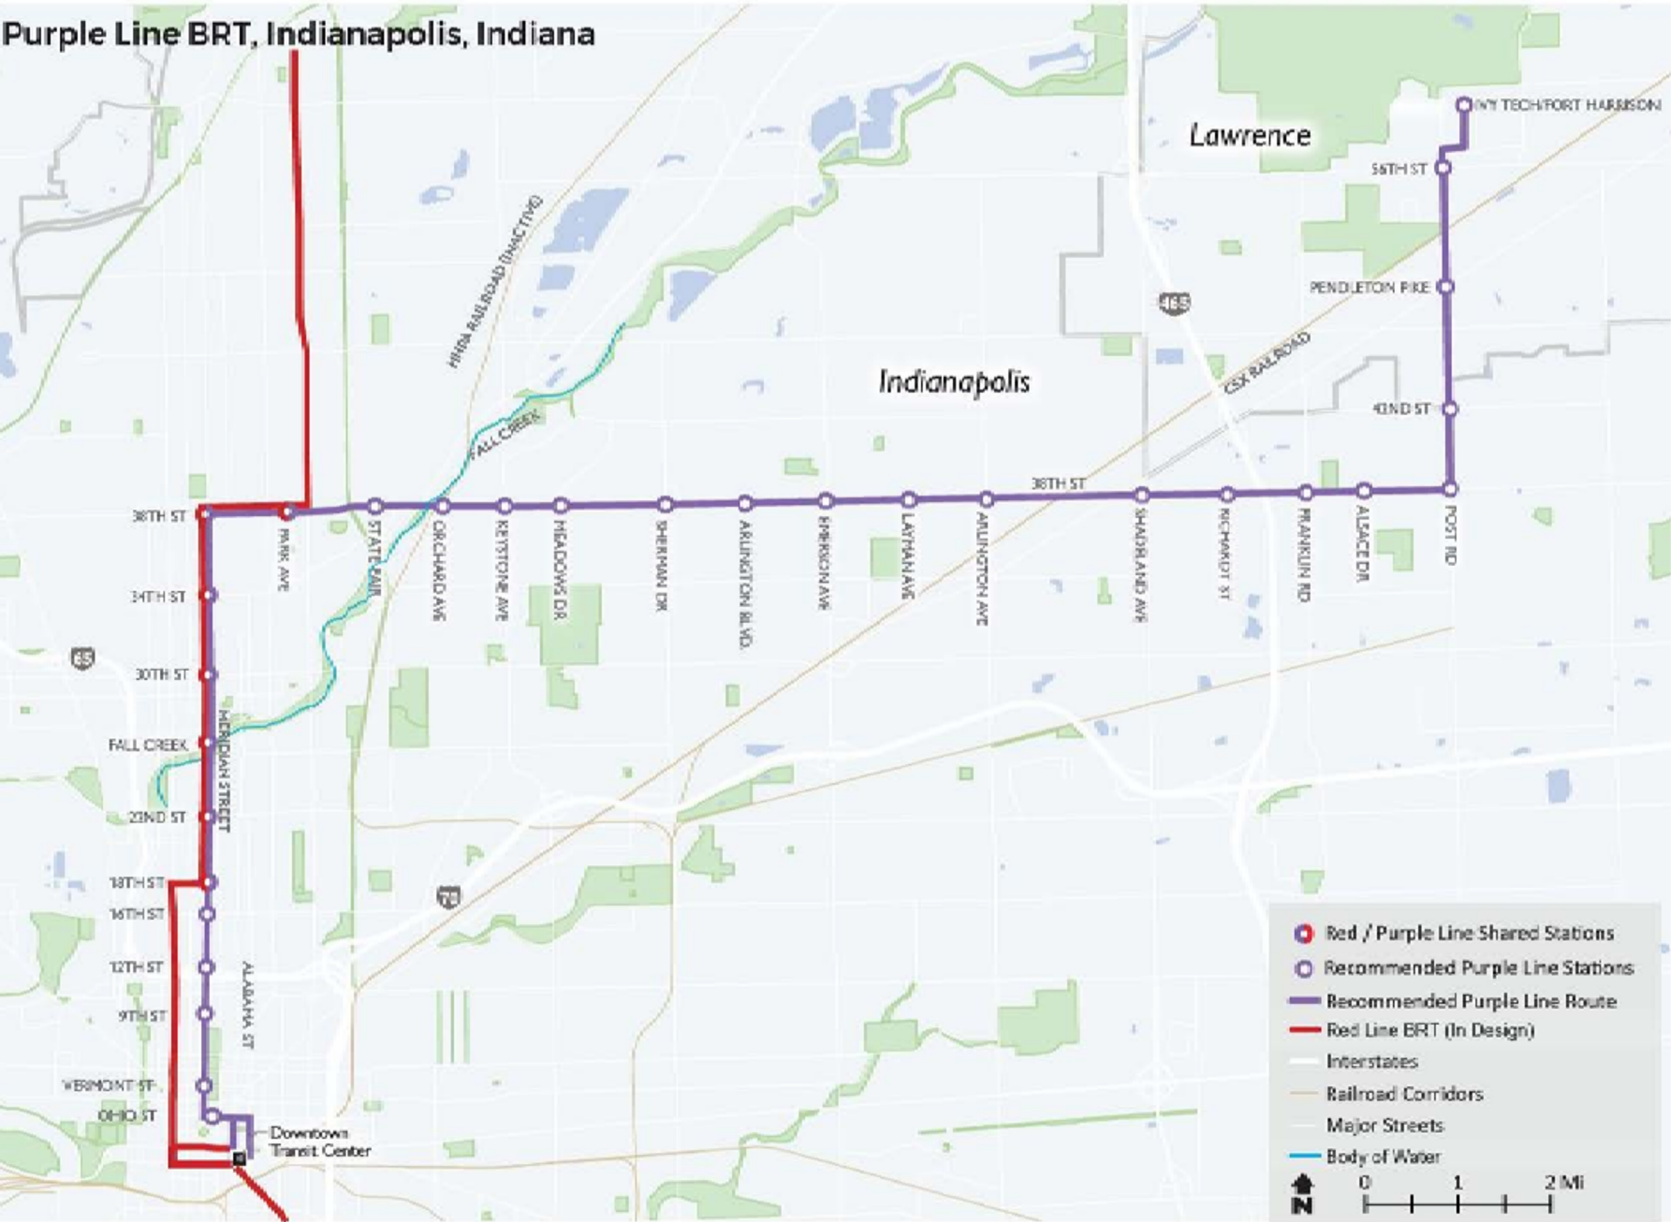 Purple Line BRT, Indianapolis, Indiana
IVY TECH/FORT HARRISON
Lawrence
56TH ST
HHPA RAILROAD (INACTIVE)
PENDLETON PIKE
465
CSX RAILROAD
Indianapolis
42ND ST
FALL CREEK
38TH ST
38TH ST
PARK AVE
STATE FAIR
ORCHARD AVE
KEYSTONE AVE
MEADOWS DR
SHERMAN DR
ARLINGTON BLVD.
EMERSON AVE
LAYMAN AVE
ARLINGTON AVE
SHADELAND AVE
RICHARDT ST
FRANKLIN RD
ALSACE DR
POST RD
34TH ST
65
30TH ST
MERIDIAN STREET
FALL CREEK
22ND ST
18TH ST
16TH ST
70
12TH ST
ALABAMA ST
9TH ST
VERMONT ST
OHIO ST
Downtown
Transit Center
Red / Purple Line Shared Stations
Recommended Purple Line Stations
Recommended Purple Line Route
Red Line BRT (In Design)
Interstates
Railroad Corridors
Major Streets
Body of Water
N
0 1 2 Mi